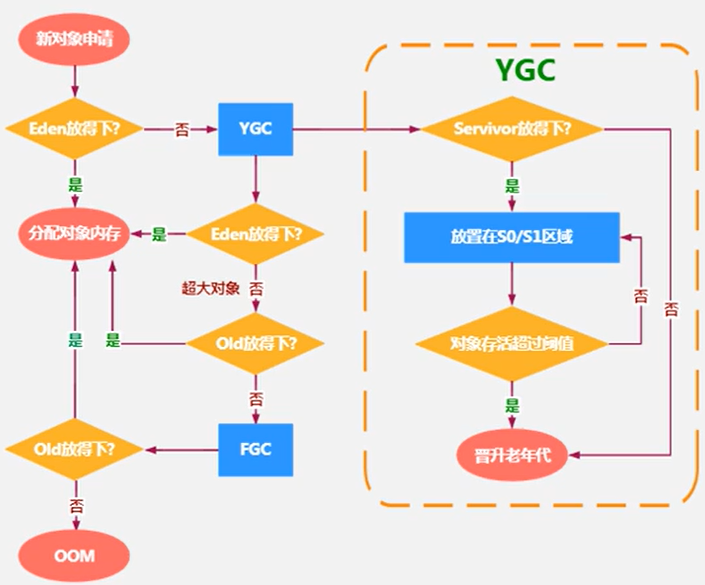 新对象申请
Eden放得下?
否
YGC
是
分配对象内存
是
Eden放得下?
超大对象
否
是
是
Old放得下?
否
Old放得下?
FGC
否
OOM
YGC
Servivor放得下?
是
放置在S0/S1区域
否
否
对象存活超过阈值
是
晋升老年代